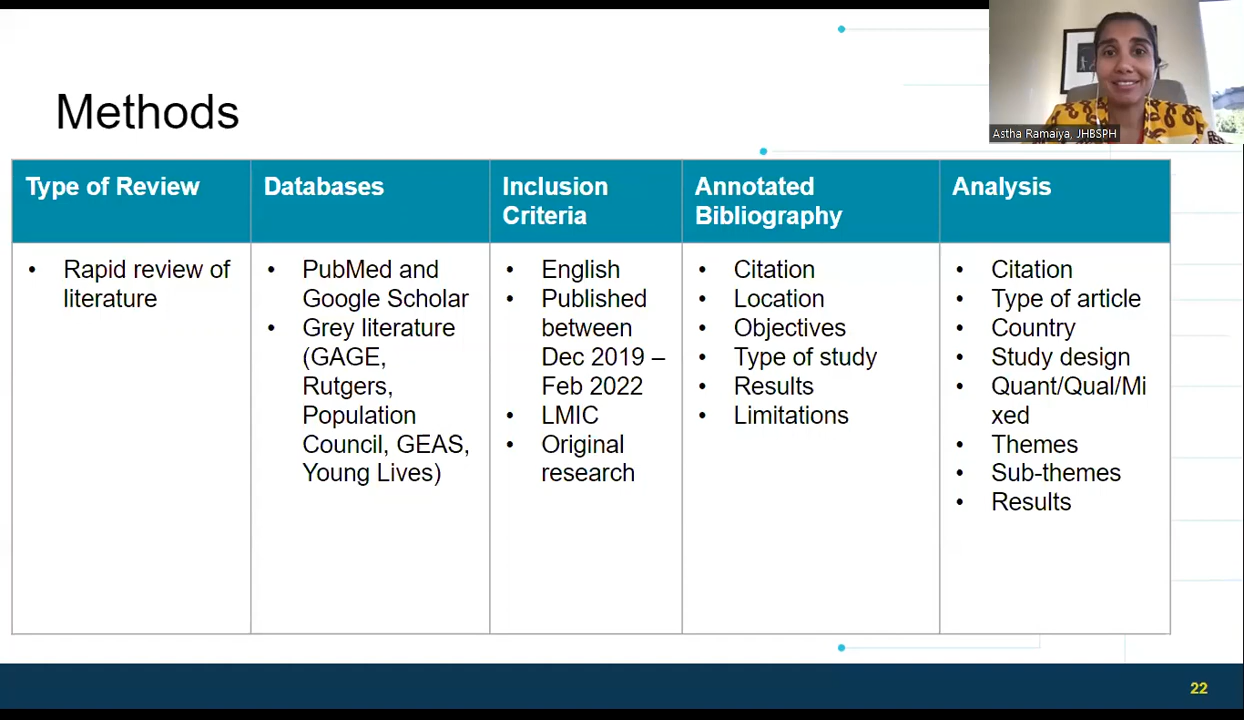 Astha Ramaiya, JHBSPH
Methods
Type of Review
• Rapid review of
literature
Databases
• PubMed and
Google Scholar
• Grey literature
(GAGE,
Rutgers,
Population
Council, GEAS,
Young Lives)
Inclusion
Criteria
• English
• Published
between
Dec 2019 –
Feb 2022
• LMIC
• Original
research
Annotated
Bibliography
• Citation
• Location
• Objectives
• Type of study
• Results
• Limitations
Analysis
• Citation
• Type of article
• Country
• Study design
• Quant/Qual/Mi
xed
• Themes
• Sub-themes
• Results
22